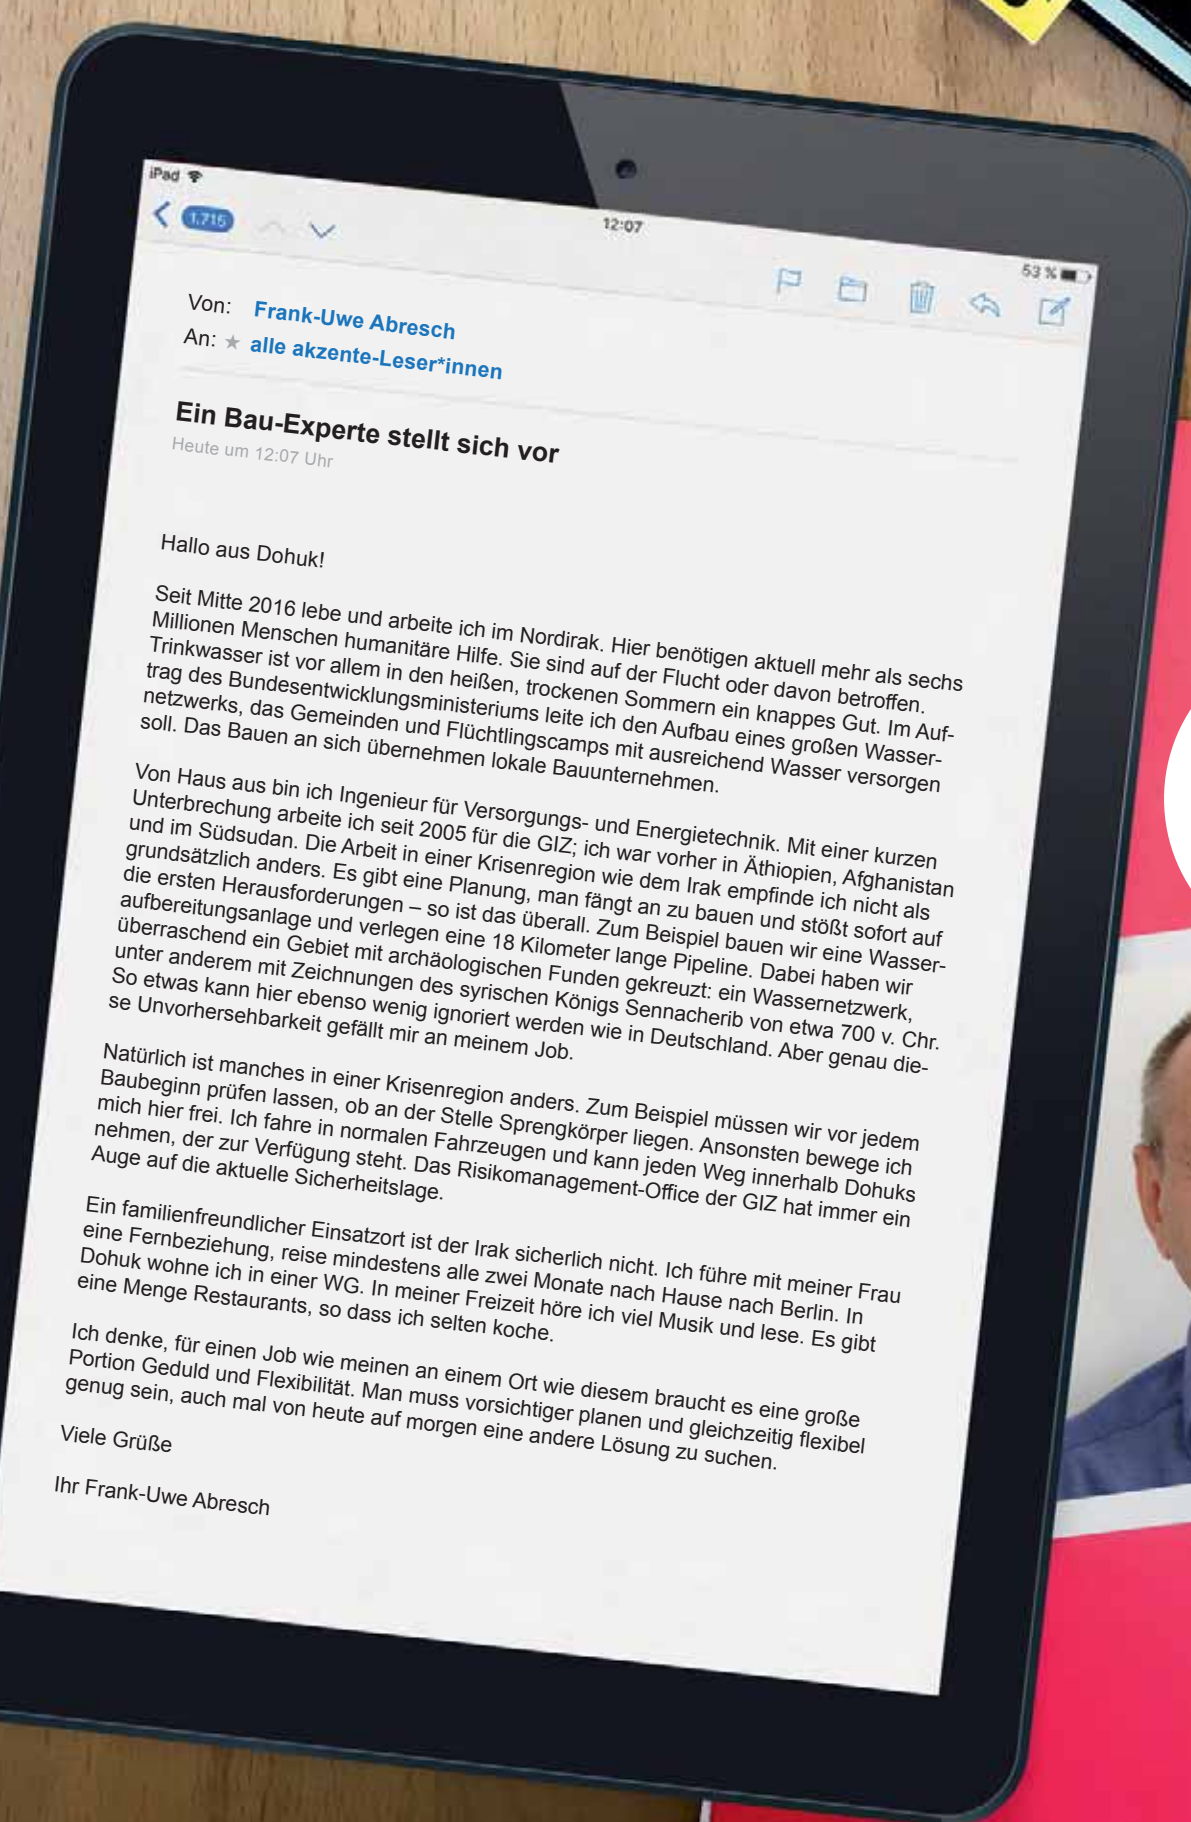 iPad
12:07
53 %
1.715
Von: Frank-Uwe Abresch
An: ★ alle akzente-Leser*innen
Ein Bau-Experte stellt sich vor
Heute um 12:07 Uhr
Hallo aus Dohuk!
Seit Mitte 2016 lebe und arbeite ich im Nordirak. Hier benötigen aktuell mehr als sechs
Millionen Menschen humanitäre Hilfe. Sie sind auf der Flucht oder davon betroffen.
Trinkwasser ist vor allem in den heißen, trockenen Sommern ein knappes Gut. Im Auf-
trag des Bundesentwicklungsministeriums leite ich den Aufbau eines großen Wasser-
netzwerks, das Gemeinden und Flüchtlingscamps mit ausreichend Wasser versorgen
soll. Das Bauen an sich übernehmen lokale Bauunternehmen.
Von Haus aus bin ich Ingenieur für Versorgungs- und Energietechnik. Mit einer kurzen
Unterbrechung arbeite ich seit 2005 für die GIZ; ich war vorher in Äthiopien, Afghanistan
und im Südsudan. Die Arbeit in einer Krisenregion wie dem Irak empfinde ich nicht als
grundsätzlich anders. Es gibt eine Planung, man fängt an zu bauen und stößt sofort auf
die ersten Herausforderungen – so ist das überall. Zum Beispiel bauen wir eine Wasser-
aufbereitungsanlage und verlegen eine 18 Kilometer lange Pipeline. Dabei haben wir
überraschend ein Gebiet mit archäologischen Funden gekreuzt: ein Wassernetzwerk,
unter anderem mit Zeichnungen des syrischen Königs Sennacherib von etwa 700 v. Chr.
So etwas kann hier ebenso wenig ignoriert werden wie in Deutschland. Aber genau die-
se Unvorhersehbarkeit gefällt mir an meinem Job.
Natürlich ist manches in einer Krisenregion anders. Zum Beispiel müssen wir vor jedem
Baubeginn prüfen lassen, ob an der Stelle Sprengkörper liegen. Ansonsten bewege ich
mich hier frei. Ich fahre in normalen Fahrzeugen und kann jeden Weg innerhalb Dohuks
nehmen, der zur Verfügung steht. Das Risikomanagement-Office der GIZ hat immer ein
Auge auf die aktuelle Sicherheitslage.
Ein familienfreundlicher Einsatzort ist der Irak sicherlich nicht. Ich führe mit meiner Frau
eine Fernbeziehung, reise mindestens alle zwei Monate nach Hause nach Berlin. In
Dohuk wohne ich in einer WG. In meiner Freizeit höre ich viel Musik und lese. Es gibt
eine Menge Restaurants, so dass ich selten koche.
Ich denke, für einen Job wie meinen an einem Ort wie diesem braucht es eine große
Portion Geduld und Flexibilität. Man muss vorsichtiger planen und gleichzeitig flexibel
genug sein, auch mal von heute auf morgen eine andere Lösung zu suchen.
Viele Grüße
Ihr Frank-Uwe Abresch